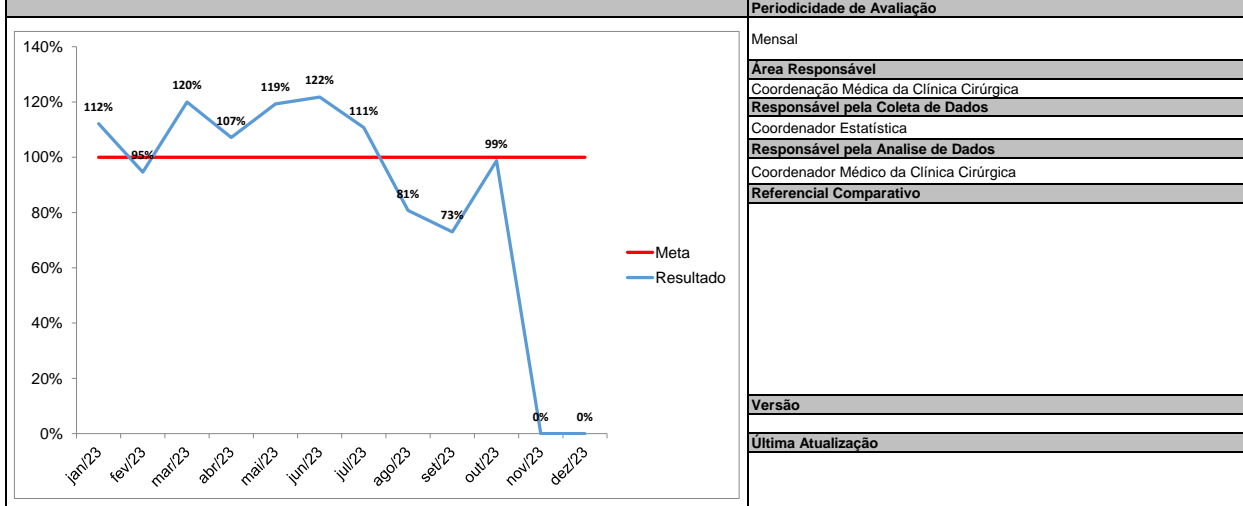 Periodicidade de Avaliação
Mensal
Área Responsável
Coordenação Médica da Clínica Cirúrgica
Responsável pela Coleta de Dados
Coordenador Estatística
Responsável pela Analise de Dados
Coordenador Médico da Clínica Cirúrgica
Referencial Comparativo
Versão
Última Atualização
140%
120%
100%
80%
60%
40%
20%
0%
112%
95%
120%
107%
119%
122%
111%
81%
73%
99%
0%
0%
jan/23
fev/23
mar/23
abr/23
mai/23
jun/23
jul/23
ago/23
set/23
out/23
nov/23
dez/23
Meta
Resultado